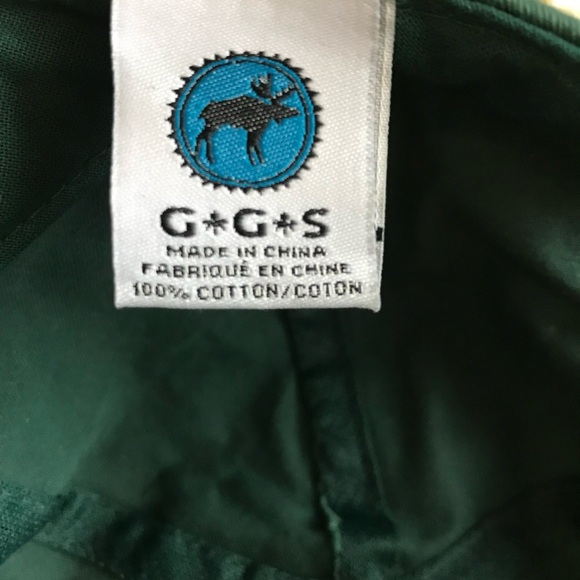 G*G*S
MADE IN CHINA
FABRIQUÉ EN CHINE
100% COTTON/COTON